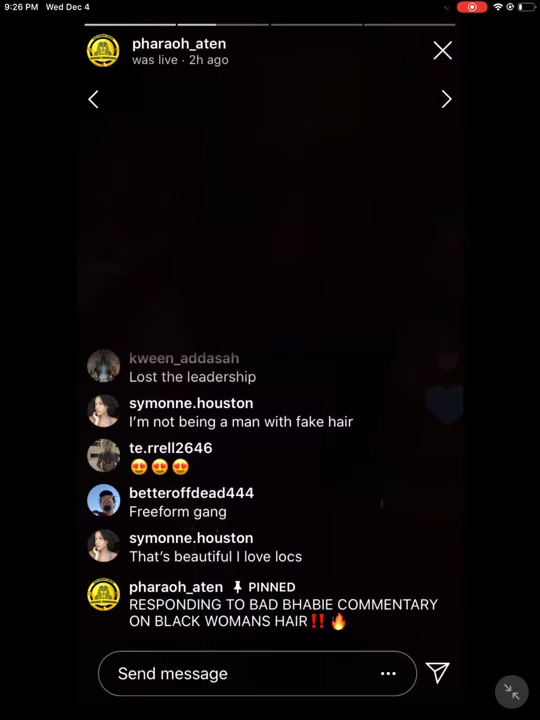 9:26 PM Wed Dec 4
pharaoh_aten
was live · 2h ago
kween_addasah
Lost the leadership
symonne.houston
I'm not being a man with fake hair
te.rrell2646
😍😍😍
betteroffdead444
Freeform gang
symonne.houston
That's beautiful I love locs
pharaoh_aten PINNED
RESPONDING TO BAD BHABIE COMMENTARY
ON BLACK WOMANS HAIR‼️🔥
Send message